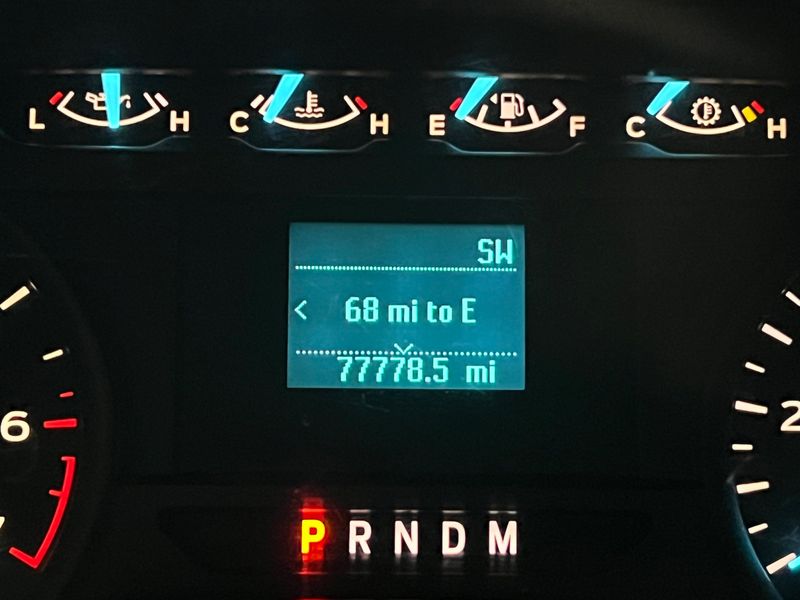 L H C H E F C H
SW
< 68 mi to E
77778.5 mi
6
2
P R N D M